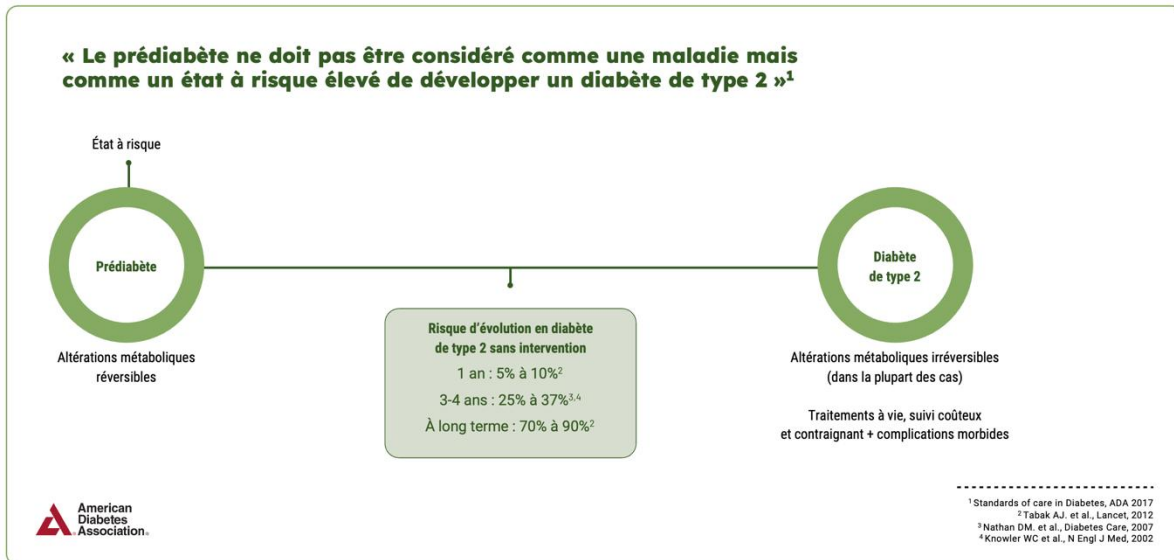 « Le prédiabète ne doit pas être considéré comme une maladie mais
comme un état à risque élevé de développer un diabète de type 2 »¹
État à risque
Prédiabète
Altérations métaboliques
réversibles
Risque d’évolution en diabète
de type 2 sans intervention
1 an : 5% à 10%²
3-4 ans : 25% à 37%³,⁴
À long terme : 70% à 90%²
Diabète
de type 2
Altérations métaboliques irréversibles
(dans la plupart des cas)
Traitements à vie, suivi coûteux
et contraignant + complications morbides
American
Diabetes
Association®
¹ Standards of care in Diabetes, ADA 2017
² Tabak AJ. et al., Lancet, 2012
³ Nathan DM. et al., Diabetes Care, 2007
⁴ Knowler WC et al., N Engl J Med, 2002